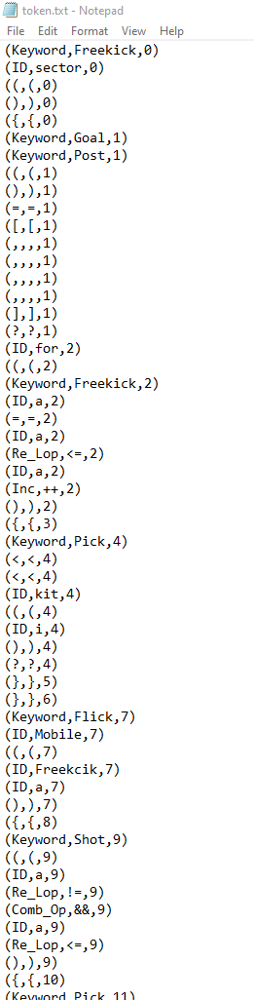 token.txt - Notepad
File Edit Format View Help
(Keyword,Freekick,0)
(ID,sector,0)
((,(,0)
(),),0)
({,{,0)
(Keyword,Goal,1)
(Keyword,Post,1)
((,(,1)
(),),1)
(=,=,1)
([,[,1)
(,,,,1)
(,,,,1)
(,,,,1)
(,,,,1)
(],],1)
(?,?,1)
(ID,for,2)
((,(,2)
(Keyword,Freekick,2)
(ID,a,2)
(=,=,2)
(ID,a,2)
(Re_Lop,<=,2)
(ID,a,2)
(Inc,++,2)
(),),2)
({,{,3)
(Keyword,Pick,4)
(<,<,4)
(<,<,4)
(ID,kit,4)
((,(,4)
(ID,i,4)
(),),4)
(?,?,4)
(},},5)
(},},6)
(Keyword,Flick,7)
(ID,Mobile,7)
((,(,7)
(ID,Freekcik,7)
(ID,a,7)
(),),7)
({,{,8)
(Keyword,Shot,9)
((,(,9)
(ID,a,9)
(Re_Lop,!=,9)
(Comb_Op,&&,9)
(ID,a,9)
(Re_Lop,<=,9)
(),),9)
({,{,10)
(Keyword,Pick,11)